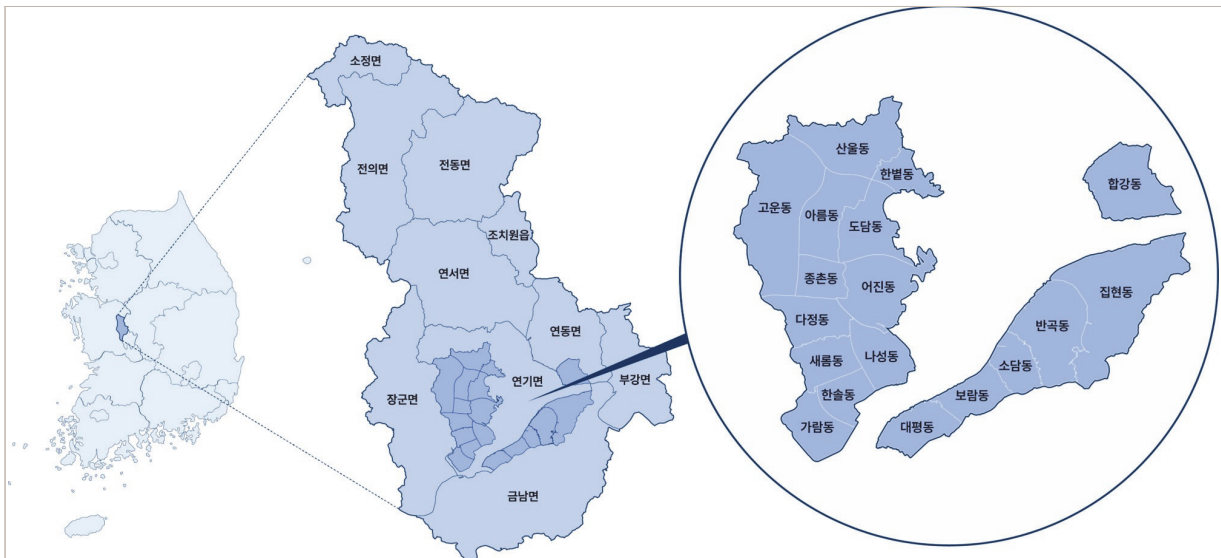 소정면
전의면
전동면
조치원읍
연서면
연동면
연기면
부강면
장군면
금남면
산울동
한별동
고운동
아름동
도담동
종촌동
어진동
다정동
새롬동
나성동
한솔동
가람동
합강동
집현동
반곡동
소담동
보람동
대평동